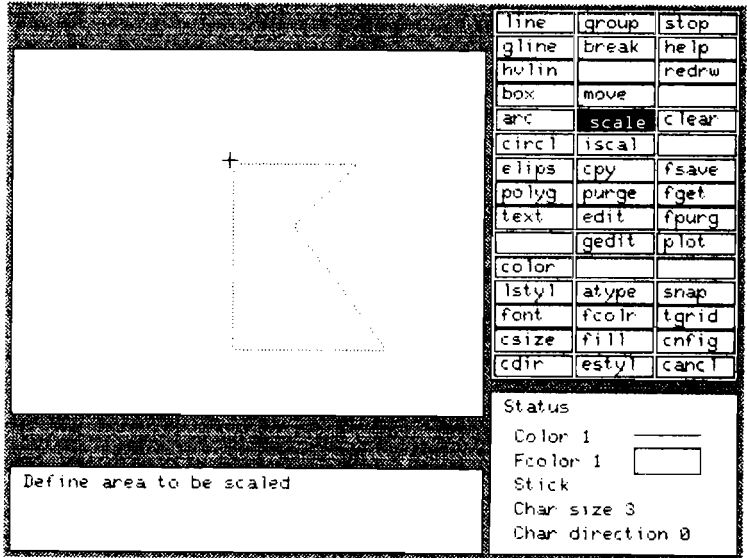 line group stop
gline break help
hvlin redrw
box move
arc scale clear
circl iscal
elips cpy fsave
polyg purge fget
text edit fpurg
gedit plot
color
lstyl atype snap
font fcolr tgrid
csize fill cnfig
cdir estyl cancl
Status
Color 1
Fcolor 1
Stick
Char size 3
Char direction 0
Define area to be scaled